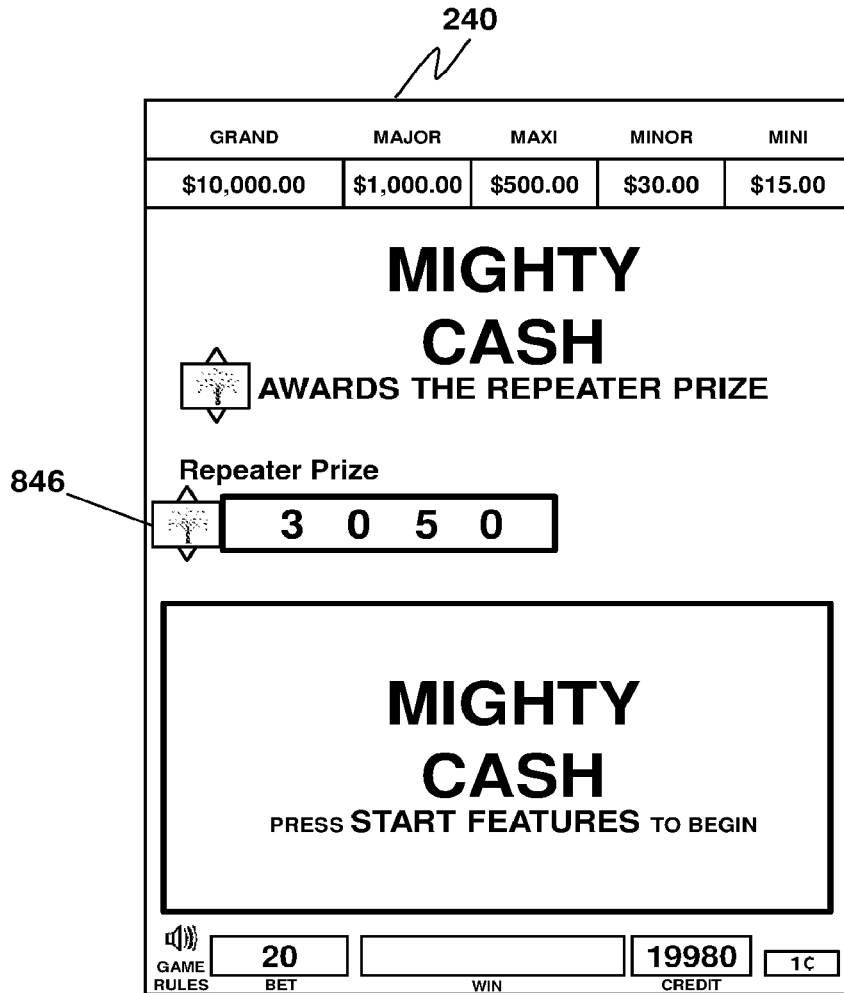 240
GRAND MAJOR MAXI MINOR MINI
$10,000.00 $1,000.00 $500.00 $30.00 $15.00
MIGHTY
CASH
AWARDS THE REPEATER PRIZE
Repeater Prize
846
3 0 5 0
MIGHTY
CASH
PRESS START FEATURES TO BEGIN
GAME
RULES
20
BET
WIN
19980
CREDIT
1¢